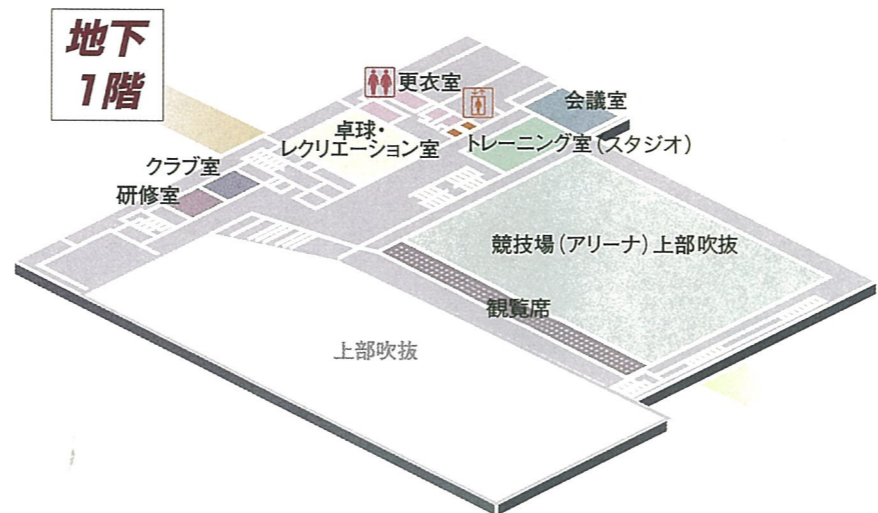 地下
1階
更衣室
会議室
卓球・
レクリエーション室
トレーニング室(スタジオ)
クラブ室
研修室
競技場(アリーナ)上部吹抜
観覧席
上部吹抜